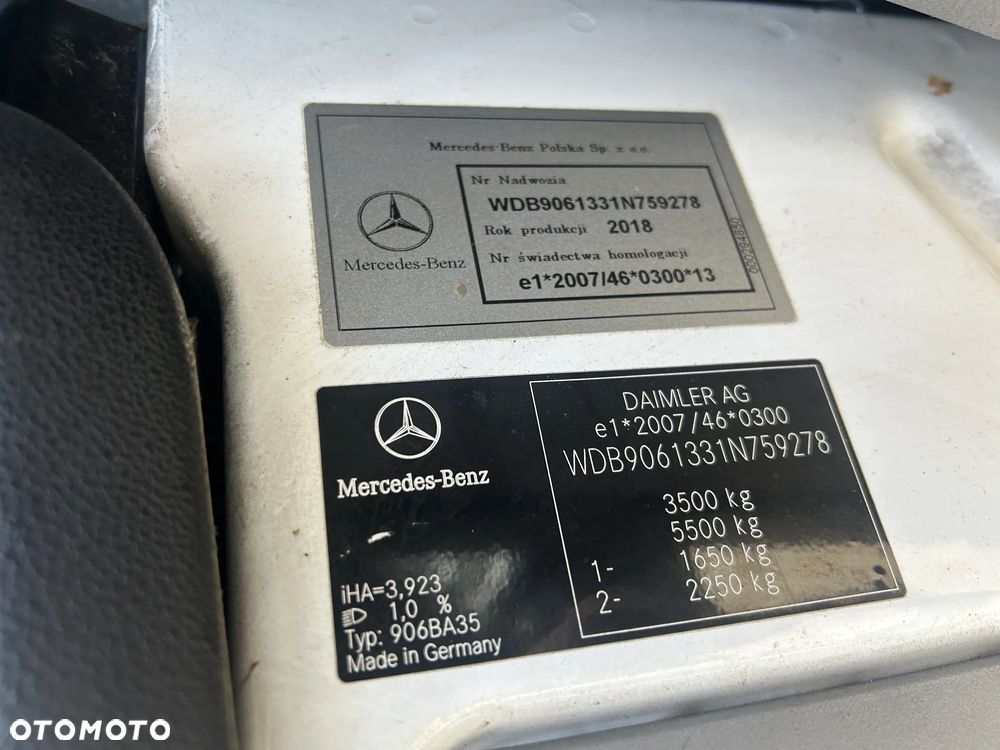 Mercedes-Benz Polska Sp. z o.o.
Nr Nadwozia
WDB9061331N759278
Rok produkcji 2018
Nr świadectwa homologacji
e1*2007/46*0300*13
Mercedes-Benz
000294550
DAIMLER AG
e1*2007/46*0300
WDB9061331N759278
3500 kg
5500 kg
1- 1650 kg
2- 2250 kg
Mercedes-Benz
iHA=3,923
1,0 %
Typ: 906BA35
Made in Germany
OTOMOTO